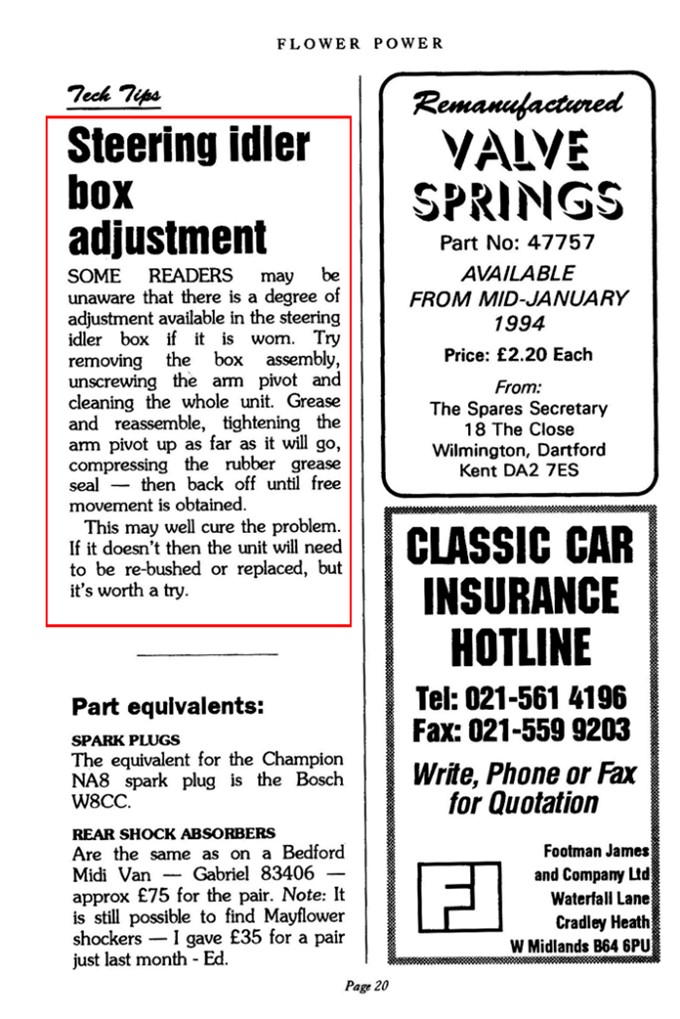 FLOWER POWER
Tech Tips
Steering idler
box
adjustment
SOME READERS may be
unaware that there is a degree of
adjustment available in the steering
idler box if it is worn. Try
removing the box assembly,
unscrewing the arm pivot and
cleaning the whole unit. Grease
and reassemble, tightening the
arm pivot up as far as it will go,
compressing the rubber grease
seal — then back off until free
movement is obtained.
This may well cure the problem.
If it doesn't then the unit will need
to be re-bushed or replaced, but
it's worth a try.
Part equivalents:
SPARK PLUGS
The equivalent for the Champion
NA8 spark plug is the Bosch
W8CC.
REAR SHOCK ABSORBERS
Are the same as on a Bedford
Midi Van — Gabriel 83406 —
approx £75 for the pair. Note: It
is still possible to find Mayflower
shockers — I gave £35 for a pair
just last month - Ed.
Remanufactured
VALVE
SPRINGS
Part No: 47757
AVAILABLE
FROM MID-JANUARY
1994
Price: £2.20 Each
From:
The Spares Secretary
18 The Close
Wilmington, Dartford
Kent DA2 7ES
CLASSIC CAR
INSURANCE
HOTLINE
Tel: 021-561 4196
Fax: 021-559 9203
Write, Phone or Fax
for Quotation
FJ
Footman James
and Company Ltd
Waterfall Lane
Cradley Heath
W Midlands B64 6PU
Page 20